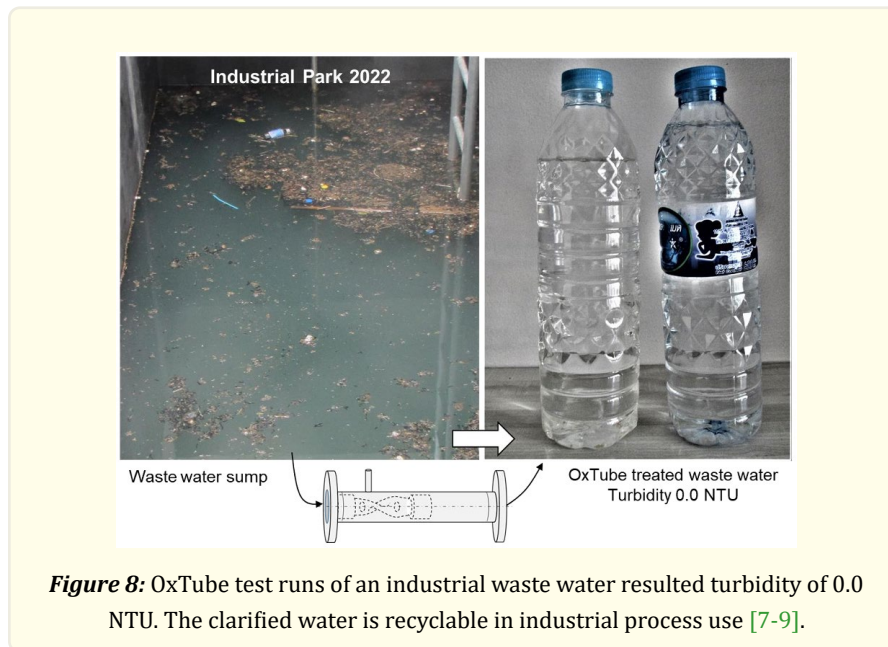 Industrial Park 2022
Waste water sump
OxTube treated waste water
Turbidity 0.0 NTU
Figure 8: OxTube test runs of an industrial waste water resulted turbidity of 0.0
NTU. The clarified water is recyclable in industrial process use [7-9].